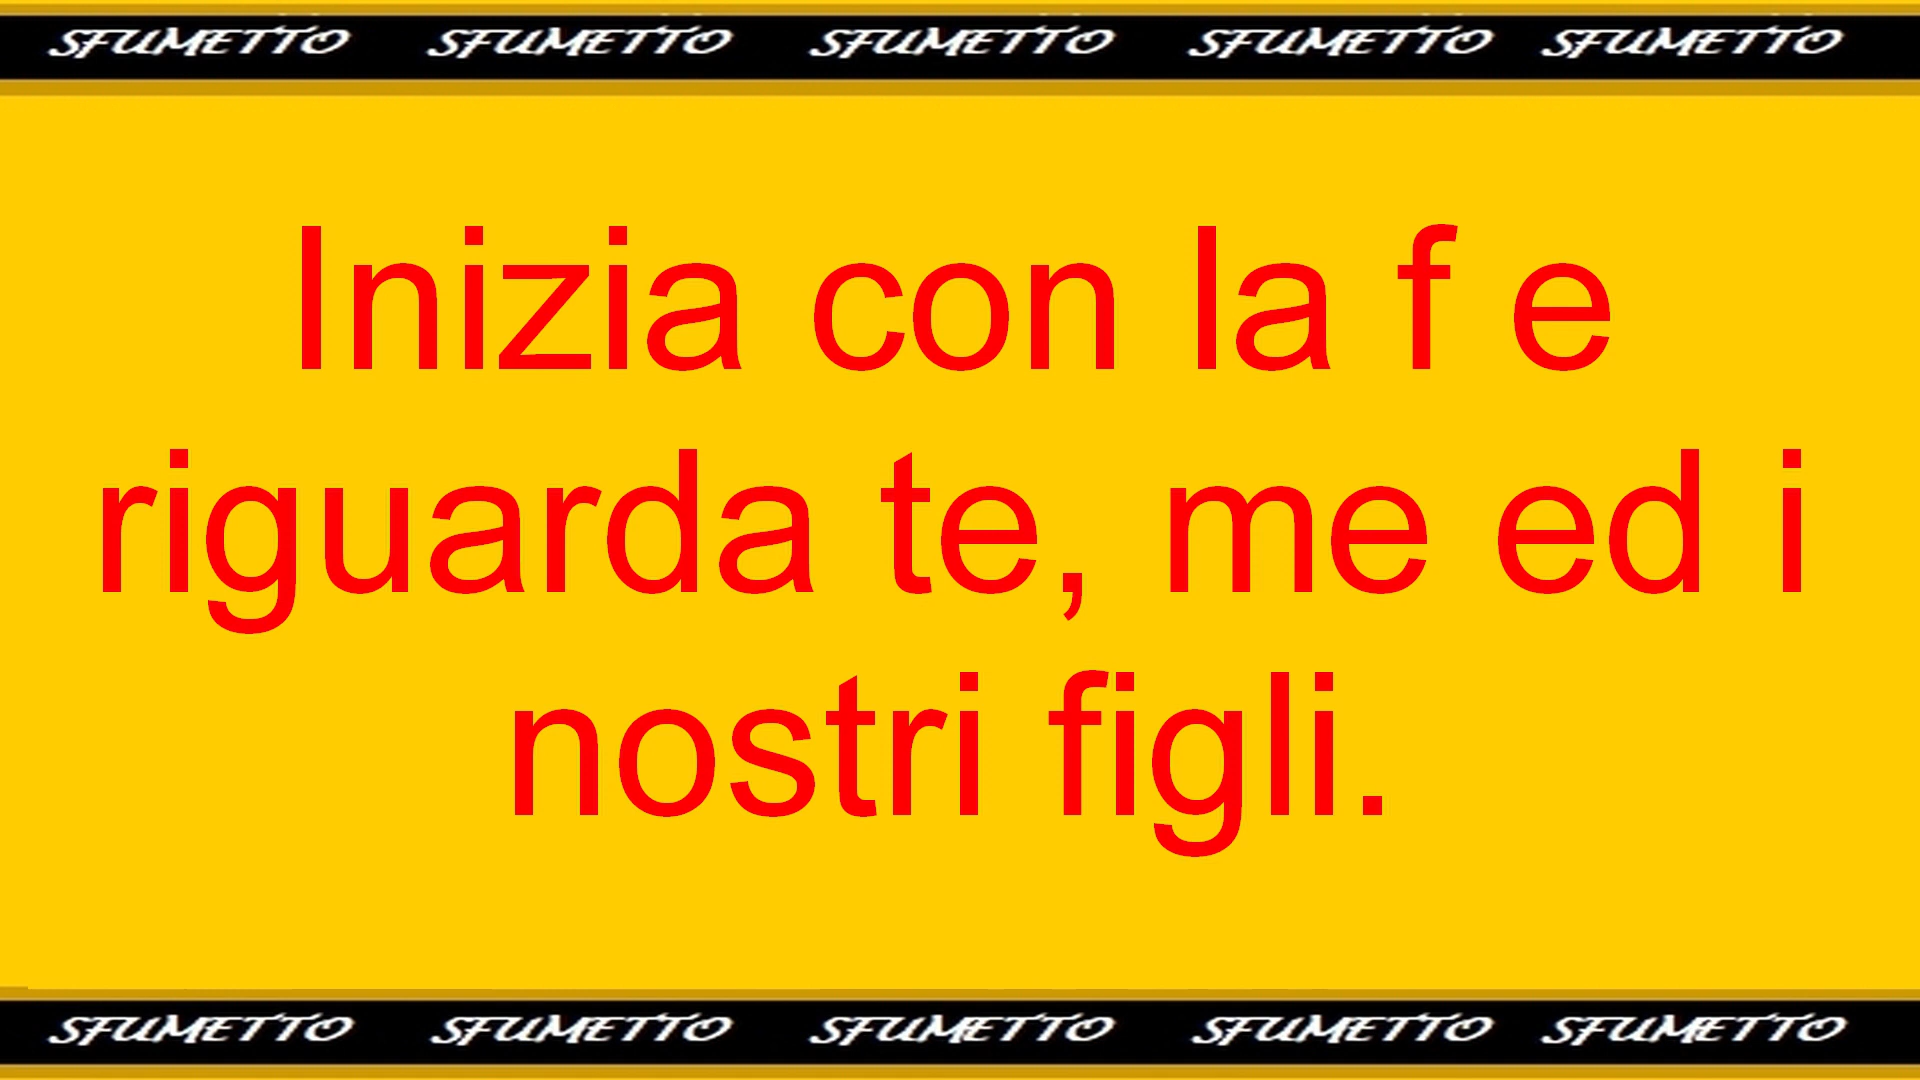 SFUMETTO SFUMETTO SFUMETTO SFUMETTO SFUMETTO
Inizia con la f e
riguarda te, me ed i
nostri figli.
SFUMETTO SFUMETTO SFUMETTO SFUMETTO SFUMETTO